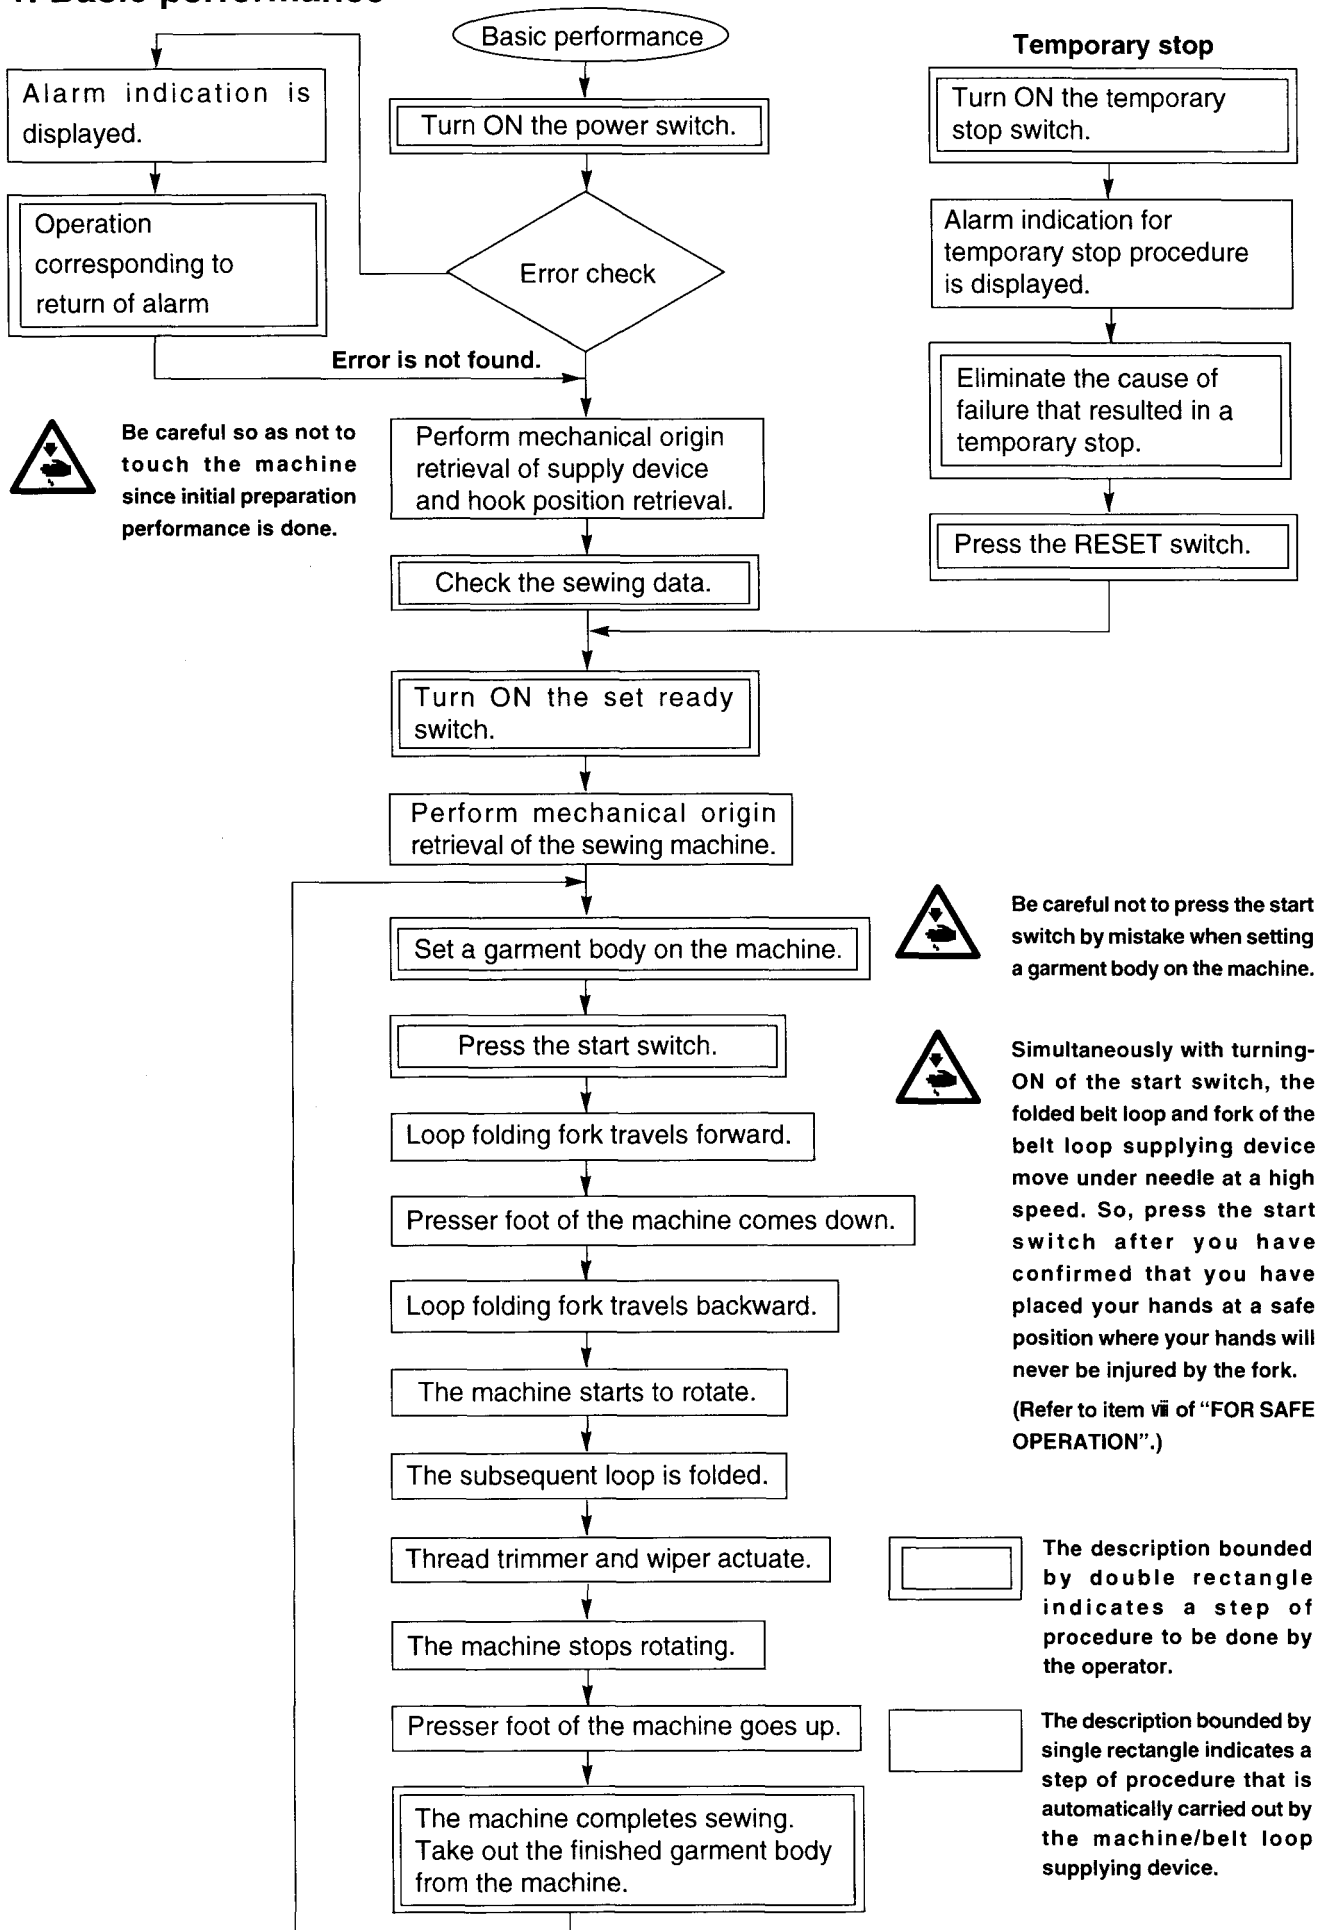 1. Basic performance
Basic performance
Turn ON the power switch.
Error check
Alarm indication is
displayed.
Operation
corresponding to
return of alarm
Error is not found.
Temporary stop
Turn ON the temporary
stop switch.
Alarm indication for
temporary stop procedure
is displayed.
Eliminate the cause of
failure that resulted in a
temporary stop.
Press the RESET switch.
Be careful so as not to
touch the machine
since initial preparation
performance is done.
Perform mechanical origin
retrieval of supply device
and hook position retrieval.
Check the sewing data.
Turn ON the set ready
switch.
Perform mechanical origin
retrieval of the sewing machine.
Set a garment body on the machine.
Be careful not to press the start
switch by mistake when setting
a garment body on the machine.
Press the start switch.
Simultaneously with turning-
ON of the start switch, the
folded belt loop and fork of the
belt loop supplying device
move under needle at a high
speed. So, press the start
switch after you have
confirmed that you have
placed your hands at a safe
position where your hands will
never be injured by the fork.
(Refer to item viii of “FOR SAFE
OPERATION”.)
Loop folding fork travels forward.
Presser foot of the machine comes down.
Loop folding fork travels backward.
The machine starts to rotate.
The subsequent loop is folded.
Thread trimmer and wiper actuate.
The machine stops rotating.
Presser foot of the machine goes up.
The machine completes sewing.
Take out the finished garment body
from the machine.
The description bounded
by double rectangle
indicates a step of
procedure to be done by
the operator.
The description bounded by
single rectangle indicates a
step of procedure that is
automatically carried out by
the machine/belt loop
supplying device.